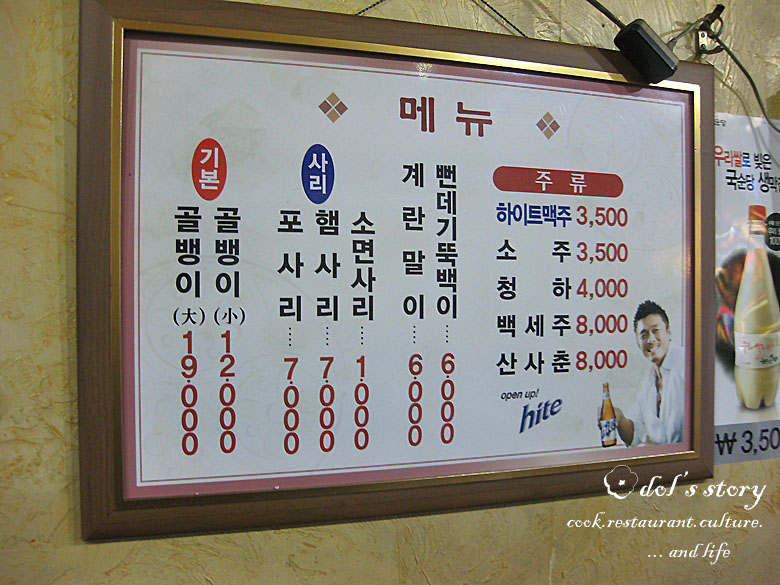 메뉴
기본
골뱅이(大) 19.000
골뱅이(小) 12.000
사리
포사리 ···· 7.000
햄사리 ···· 7.000
소면사리 ···· 1000
계란말이 ···· 6.000
뻔데기뚝배이 ···· 6.000
주류
하이트맥주 3,500
소주 3,500
청하 4,000
백세주 8,000
산사춘 8,000
open up!
hite
우리쌀로 빚은
국순당 생막
₩ 3,50
dol's story
cook.restaurant.culture.
... and life